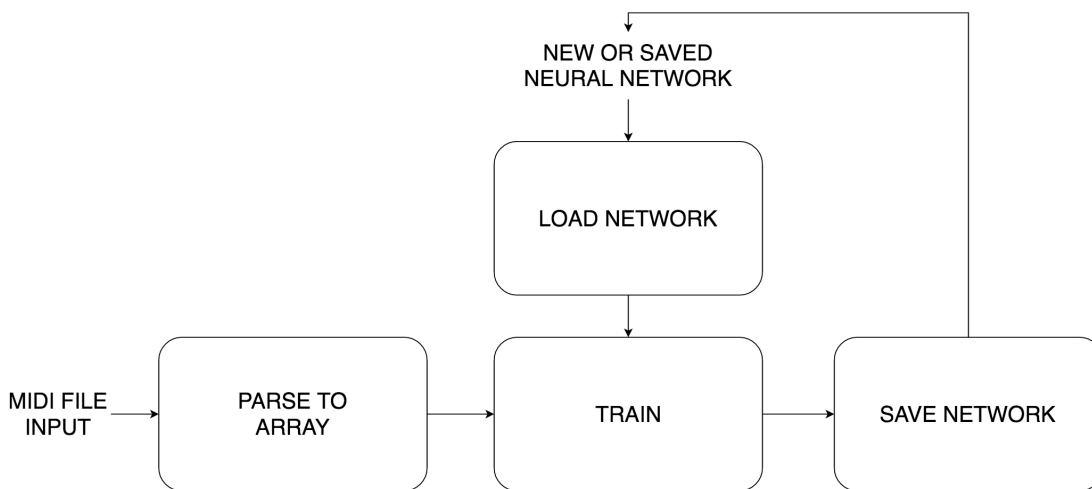 NEW OR SAVED
NEURAL NETWORK
LOAD NETWORK
MIDI FILE
INPUT
PARSE TO
ARRAY
TRAIN
SAVE NETWORK